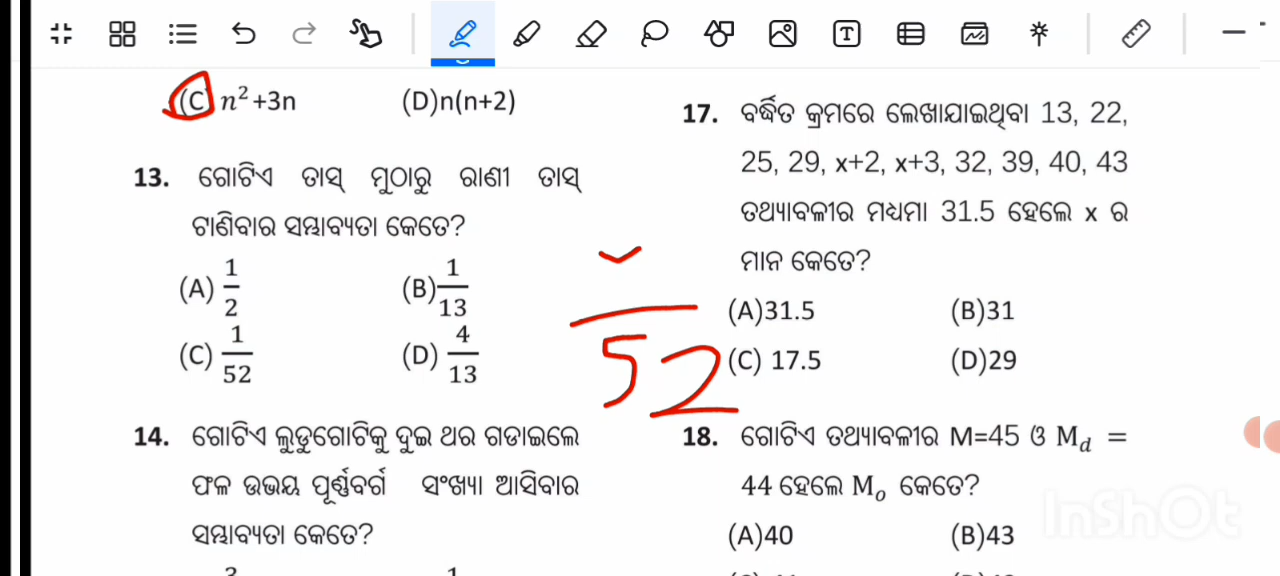 (C) n² +3n (D)n(n+2)
13. ଗୋଟିଏ ତାସ୍ ମୁଠାରୁ ରାଣୀ ତାସ୍
ଟାଣିବାର ସମ୍ଭାବ୍ୟତା କେତେ?
(A) 1/2 (B) 1/13
(C) 1/52 (D) 4/13
52
14. ଗୋଟିଏ ଲୁଡୁଗୋଟିକୁ ଦୁଇ ଥର ଗଡାଇଲେ
ଫଳ ଉଭୟ ପୂର୍ଣ୍ଣବର୍ଗ ସଂଖ୍ୟା ଆସିବାର
ସମ୍ଭାବ୍ୟତା କେତେ?
17. ବର୍ଦ୍ଧିତ କ୍ରମରେ ଲେଖାଯାଇଥିବା 13, 22,
25, 29, x+2, x+3, 32, 39, 40, 43
ତଥ୍ୟାବଳୀର ମଧ୍ୟମା 31.5 ହେଲେ x ର
ମାନ କେତେ?
(A)31.5 (B)31
(C) 17.5 (D)29
18. ଗୋଟିଏ ତଥ୍ୟାବଳୀର M=45 ଓ M_d =
44 ହେଲେ M_o କେତେ?
(A)40 (B)43
InShOt